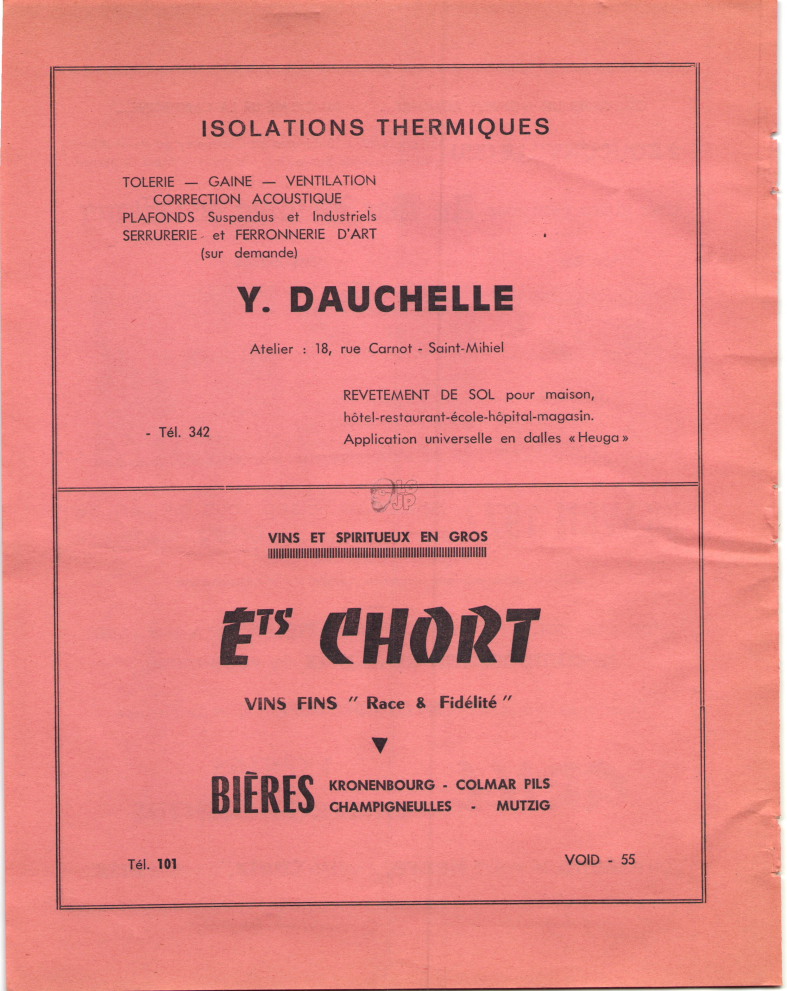 ISOLATIONS THERMIQUES
TOLERIE — GAINE — VENTILATION
CORRECTION ACOUSTIQUE
PLAFONDS Suspendus et Industriels
SERRURERIE et FERRONNERIE D'ART
(sur demande)
Y. DAUCHELLE
Atelier : 18, rue Carnot - Saint-Mihiel
REVETEMENT DE SOL pour maison,
hôtel-restaurant-école-hôpital-magasin.
- Tél. 342
Application universelle en dalles « Heuga »
LG
JP
VINS ET SPIRITUEUX EN GROS
ETS CHORT
VINS FINS " Race & Fidélité "
BIÈRES
KRONENBOURG - COLMAR PILS
CHAMPIGNEULLES - MUTZIG
Tél. 101
VOID - 55